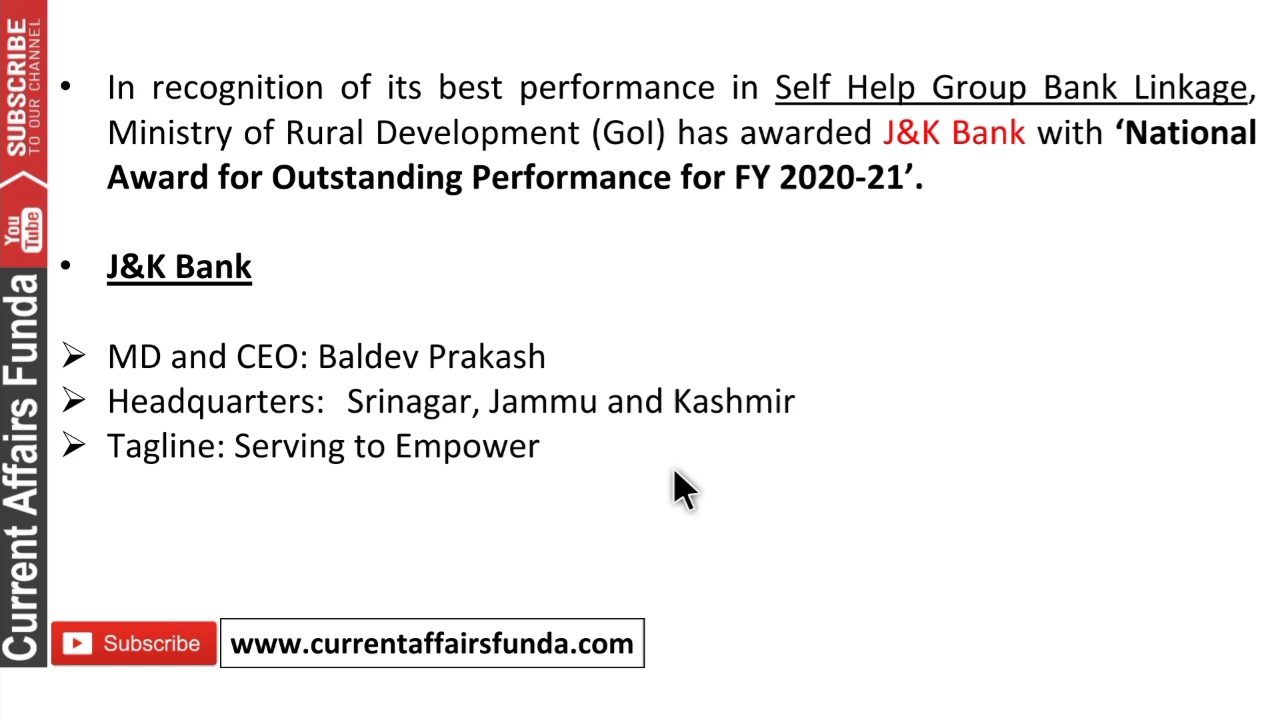 SUBSCRIBE
TO OUR CHANNEL
You
Tube
Current Affairs Funda
• In recognition of its best performance in Self Help Group Bank Linkage,
Ministry of Rural Development (GoI) has awarded J&K Bank with ‘National
Award for Outstanding Performance for FY 2020-21’.
• J&K Bank
➢ MD and CEO: Baldev Prakash
➢ Headquarters: Srinagar, Jammu and Kashmir
➢ Tagline: Serving to Empower
Subscribe
www.currentaffairsfunda.com